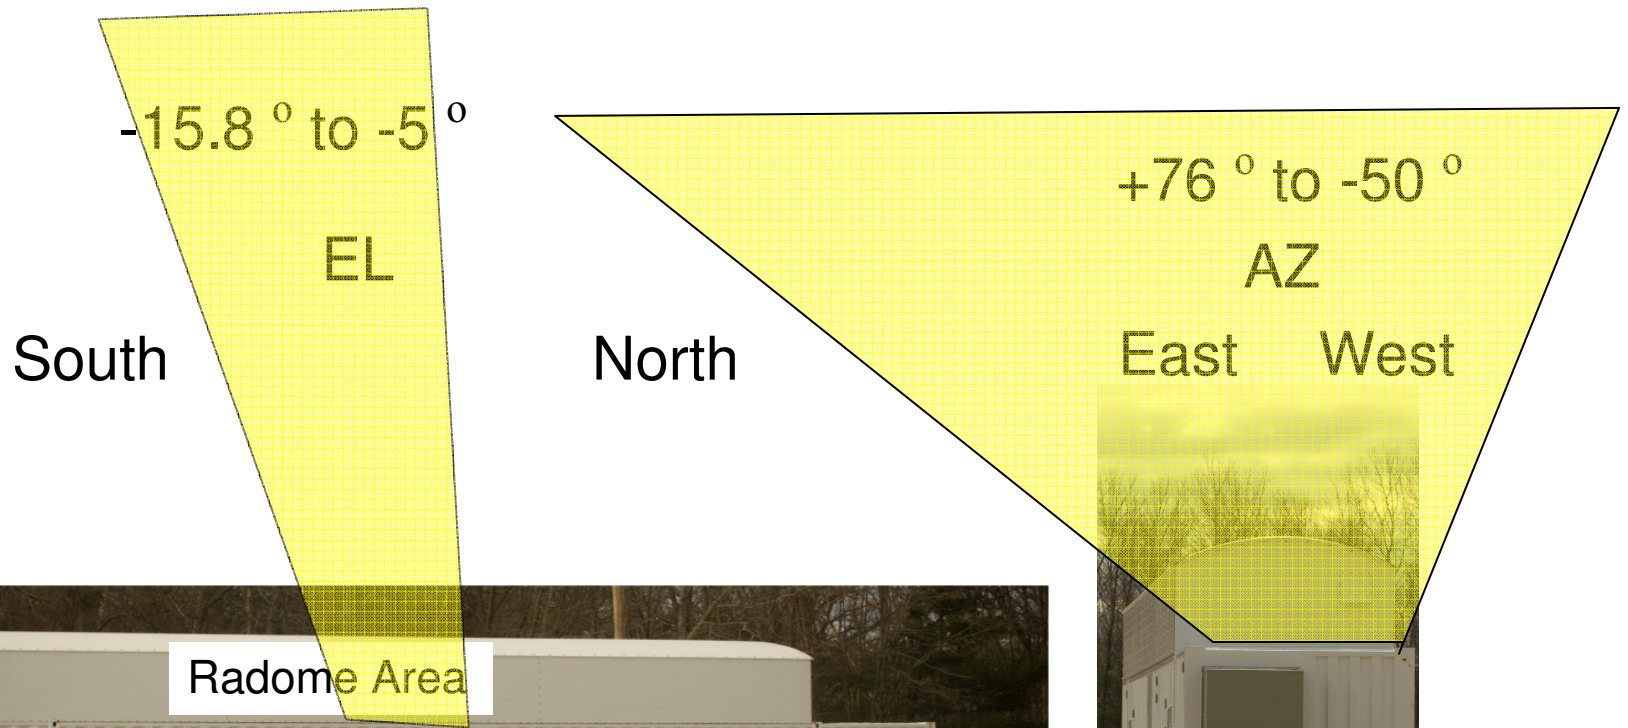 -15.8 º to -5 º
EL
South
North
+76 º to -50 º
AZ
East West
Radome Area